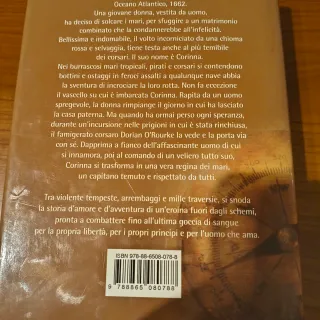 Oceano Atlantico, 1662.
Una giovane donna, vestita da uomo,
ha deciso di solcare i mari, per sfuggire a un matrimonio
combinato che la condannerebbe all'infelicità.
Bellissima e indomabile, il volto incorniciato da una chioma
rossa e selvaggia, tiene testa anche al più temibile
dei corsari. Il suo nome è Corinna.
Nei burrascosi mari tropicali, pirati e corsari si contendono
bottini e ostaggi in feroci assalti a qualunque nave abbia
la sventura di incrociare la loro rotta. Non fa eccezione
il vascello su cui è imbarcata Corinna. Rapita da un uomo
spregevole, la donna rimpiange il giorno in cui ha lasciato
la casa paterna. Ma quando ha ormai perso ogni speranza,
durante un'incursione nelle prigioni in cui è stata rinchiusa,
il famigerato corsaro Dorian O'Rourke la vede e la porta via
con sé. Dapprima a fianco dell'affascinante uomo di cui
si innamora, poi al comando di un veliero tutto suo,
Corinna si trasforma in una vera regina dei mari,
un capitano temuto e rispettato da tutti.
Tra violente tempeste, arrembaggi e mille traversie, si snoda
la storia d'amore e d'avventura di un'eroina fuori dagli schemi,
pronta a combattere fino all'ultima goccia di sangue
per la propria libertà, per i propri principi e per l'uomo che ama.
ISBN 978-88-6508-078-8
9 788865 080788